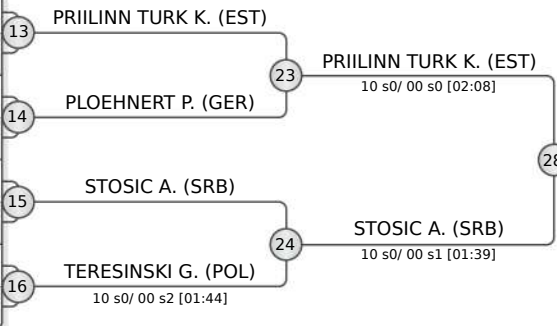 PRIILINN TURK K. (EST)
13
23
PRIILINN TURK K. (EST)
10 s0/ 00 s0 [02:08]
PLOEHNERT P. (GER)
14
28
STOSIC A. (SRB)
15
24
STOSIC A. (SRB)
10 s0/ 00 s1 [01:39]
TERESINSKI G. (POL)
16
10 s0/ 00 s2 [01:44]